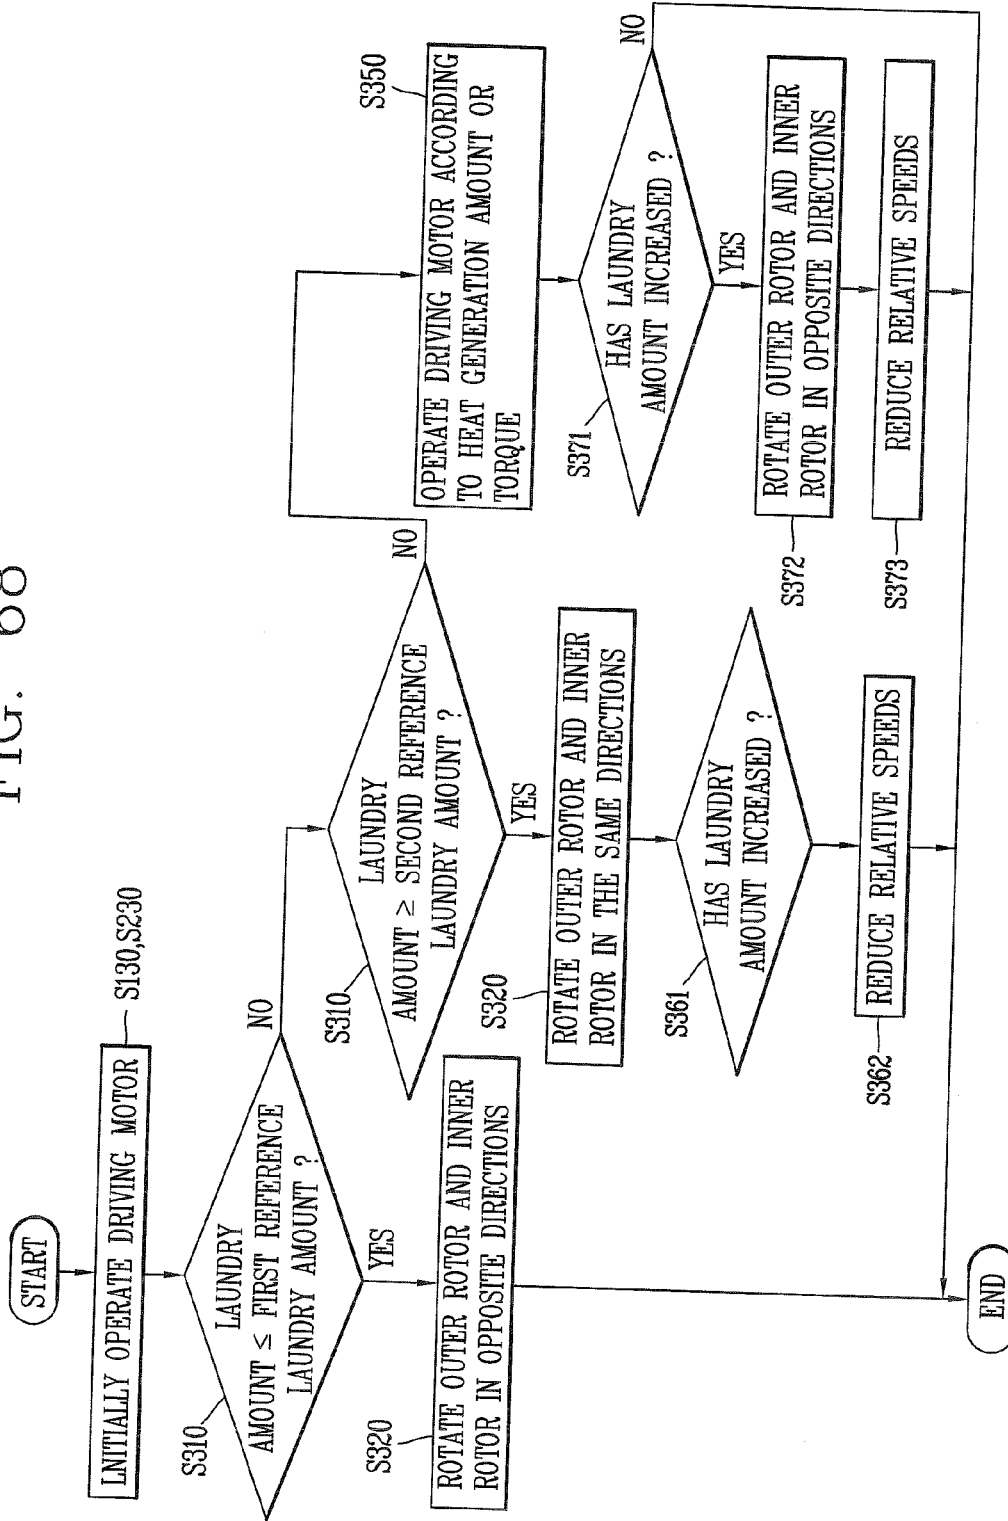 FIG. 68
START
LNITIALLY OPERATE DRIVING MOTOR
S130,S230
LAUNDRY
AMOUNT ≤ FIRST REFERENCE
LAUNDRY AMOUNT ?
S310
NO
YES
ROTATE OUTER ROTOR AND INNER
ROTOR IN OPPOSITE DIRECTIONS
S320
LAUNDRY
AMOUNT ≥ SECOND REFERENCE
LAUNDRY AMOUNT ?
S310
NO
YES
ROTATE OUTER ROTOR AND INNER
ROTOR IN THE SAME DIRECTIONS
S320
HAS LAUNDRY
AMOUNT INCREASED ?
S361
REDUCE RELATIVE SPEEDS
S362
OPERATE DRIVING MOTOR ACCORDING
TO HEAT GENERATION AMOUNT OR
TORQUE
S350
HAS LAUNDRY
AMOUNT INCREASED ?
S371
NO
YES
ROTATE OUTER ROTOR AND INNER
ROTOR IN OPPOSITE DIRECTIONS
S372
REDUCE RELATIVE SPEEDS
S373
END